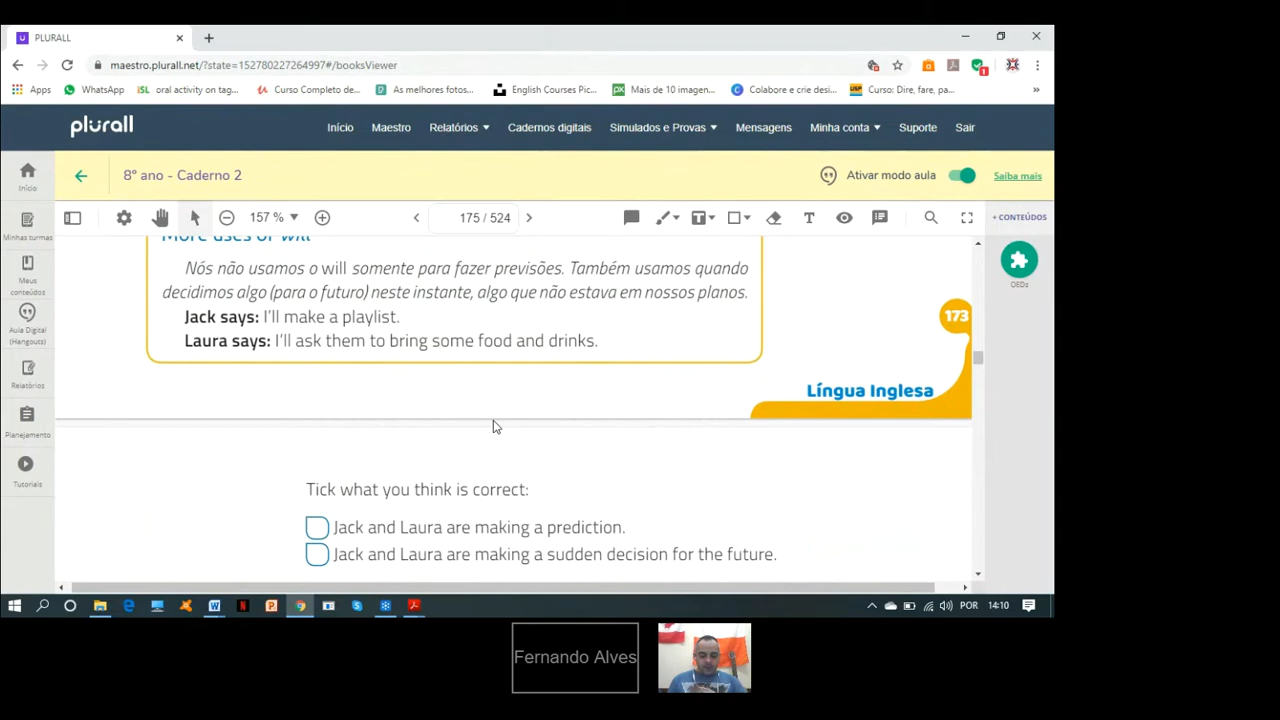 PLURALL
maestro.plurall.net/?state=152780227264997#/booksViewer
Apps WhatsApp oral activity on tag... Curso Completo de... As melhores fotos... English Courses Pic... Mais de 10 imagen... Colabore e crie desi... Curso: Dire, fare, pa...
plurall Início Maestro Relatórios Cadernos digitais Simulados e Provas Mensagens Minha conta Suporte Sair
8º ano - Caderno 2 Ativar modo aula Saiba mais
157 % 175 / 524 + CONTEÚDOS
Início
Minhas turmas
Meus
conteúdos
Aula Digital
(Hangouts)
Relatórios
Planejamento
Tutoriais
OEDs
More uses of will
Nós não usamos o will somente para fazer previsões. Também usamos quando
decidimos algo (para o futuro) neste instante, algo que não estava em nossos planos.
Jack says: I'll make a playlist.
Laura says: I'll ask them to bring some food and drinks.
173
Língua Inglesa
Tick what you think is correct:
Jack and Laura are making a prediction.
Jack and Laura are making a sudden decision for the future.
POR 14:10
Fernando Alves